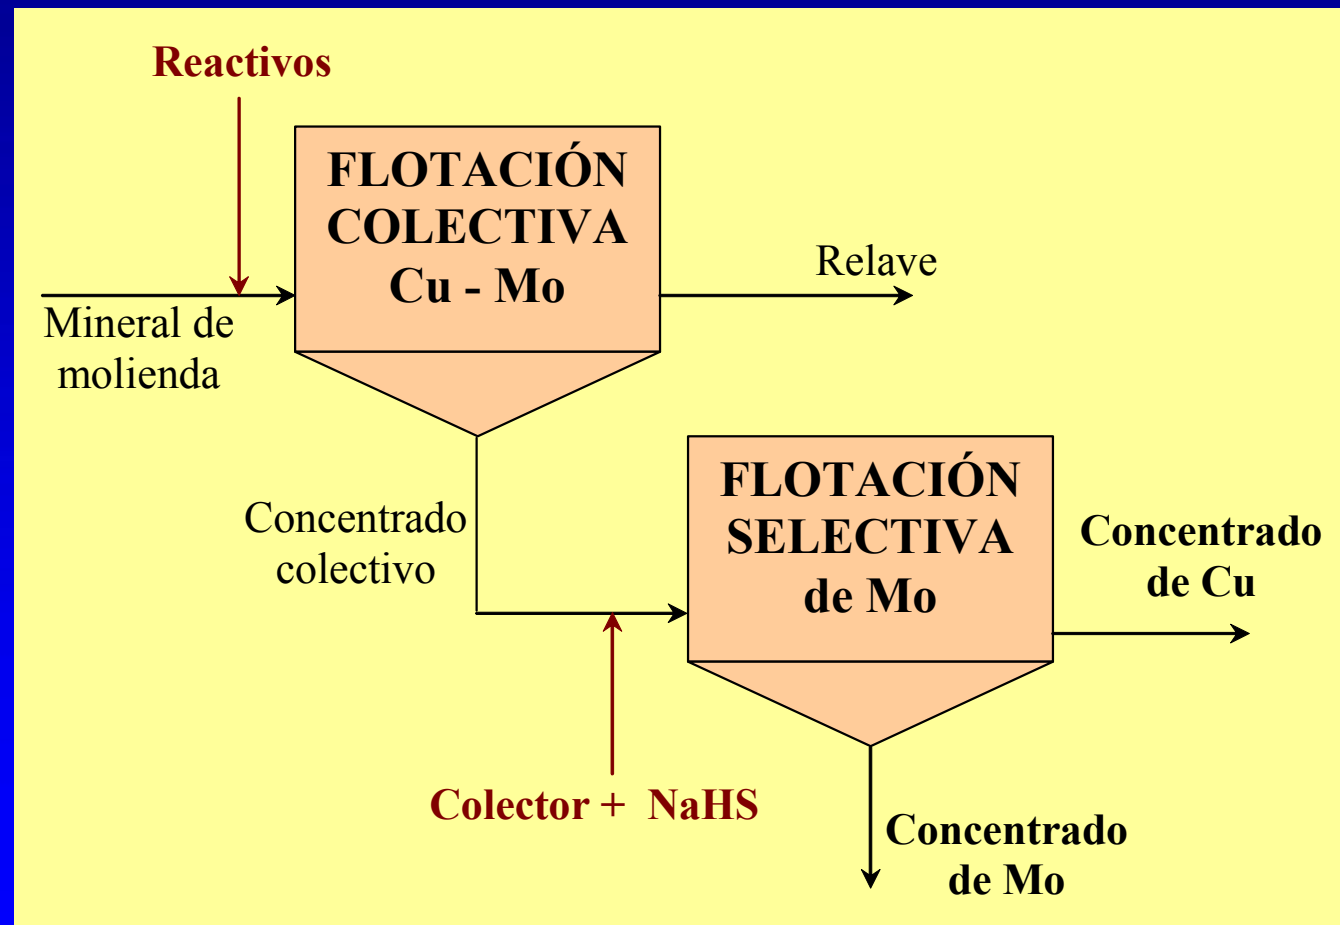 Reactivos
FLOTACIÓN
COLECTIVA
Cu - Mo
Relave
Mineral de
molienda
Concentrado
colectivo
FLOTACIÓN
SELECTIVA
de Mo
Concentrado
de Cu
Colector + NaHS
Concentrado
de Mo